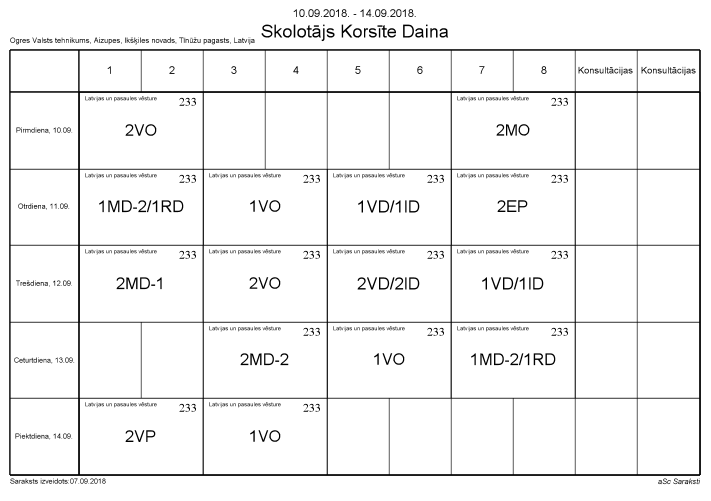 10.09.2018. - 14.09.2018.
Ogres Valsts tehnikums, Aizupes, Ikšķiles novads, Tīnūžu pagasts, Latvija
Skolotājs Korsīte Daina
1 2 3 4 5 6 7 8 Konsultācijas Konsultācijas
Latvijas un pasaules vēsture 233 Latvijas un pasaules vēsture 233
Pirmdiena, 10.09. 2VO 2MO
Latvijas un pasaules vēsture 233 Latvijas un pasaules vēsture 233 Latvijas un pasaules vēsture 233 Latvijas un pasaules vēsture 233
Otrdiena, 11.09. 1MD-2/1RD 1VO 1VD/1ID 2EP
Latvijas un pasaules vēsture 233 Latvijas un pasaules vēsture 233 Latvijas un pasaules vēsture 233 Latvijas un pasaules vēsture 233
Trešdiena, 12.09. 2MD-1 2VO 2VD/2ID 1VD/1ID
Latvijas un pasaules vēsture 233 Latvijas un pasaules vēsture 233 Latvijas un pasaules vēsture 233
Ceturtdiena, 13.09. 2MD-2 1VO 1MD-2/1RD
Latvijas un pasaules vēsture 233 Latvijas un pasaules vēsture 233
Piektdiena, 14.09. 2VP 1VO
Saraksts izveidots:07.09.2018 aSc Saraksti